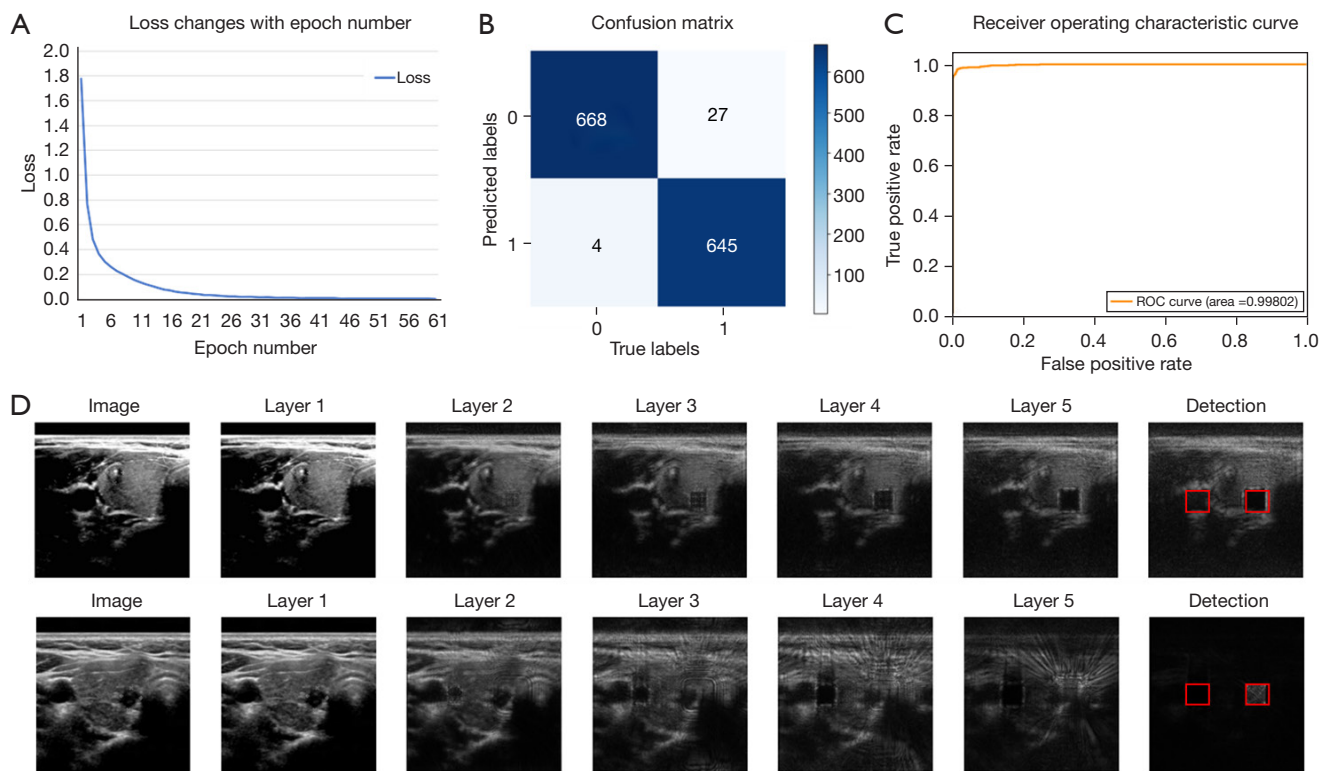 A
Loss changes with epoch number
2.0
1.8
1.6
1.4
1.2
1.0
0.8
0.6
0.4
0.2
0.0
Loss
Loss
1 6 11 16 21 26 31 36 41 46 51 56 61
Epoch number
B
Confusion matrix
Predicted labels
0
1
668 27
4 645
0 1
True labels
600
500
400
300
200
100
C
Receiver operating characteristic curve
True positive rate
1.0
0.8
0.6
0.4
0.2
0.0
ROC curve (area =0.99802)
0.0 0.2 0.4 0.6 0.8 1.0
False positive rate
D
Image Layer 1 Layer 2 Layer 3 Layer 4 Layer 5 Detection
Image Layer 1 Layer 2 Layer 3 Layer 4 Layer 5 Detection